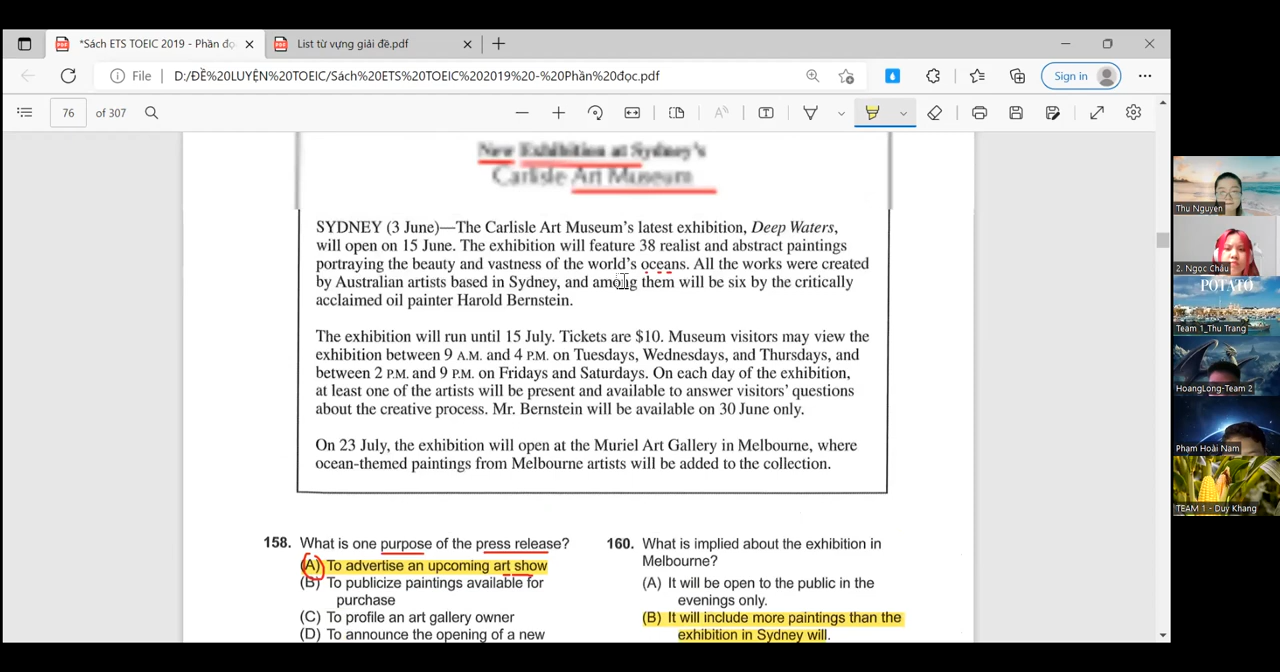 *Sách ETS TOEIC 2019 - Phần đọ
List từ vựng giải đề.pdf
File
D:/ĐỀ%20LUYỆN%20TOEIC/Sách%20ETS%20TOEIC%202019%20-%20Phần%20đọc.pdf
Sign in
76 of 307
New Exhibition at Sydney's
Carlisle Art Museum
SYDNEY (3 June)—The Carlisle Art Museum's latest exhibition, Deep Waters,
will open on 15 June. The exhibition will feature 38 realist and abstract paintings
portraying the beauty and vastness of the world's oceans. All the works were created
by Australian artists based in Sydney, and among them will be six by the critically
acclaimed oil painter Harold Bernstein.
The exhibition will run until 15 July. Tickets are $10. Museum visitors may view the
exhibition between 9 A.M. and 4 P.M. on Tuesdays, Wednesdays, and Thursdays, and
between 2 P.M. and 9 P.M. on Fridays and Saturdays. On each day of the exhibition,
at least one of the artists will be present and available to answer visitors' questions
about the creative process. Mr. Bernstein will be available on 30 June only.
On 23 July, the exhibition will open at the Muriel Art Gallery in Melbourne, where
ocean-themed paintings from Melbourne artists will be added to the collection.
158. What is one purpose of the press release?
(A) To advertise an upcoming art show
(B) To publicize paintings available for
purchase
(C) To profile an art gallery owner
(D) To announce the opening of a new
160. What is implied about the exhibition in
Melbourne?
(A) It will be open to the public in the
evenings only.
(B) It will include more paintings than the
exhibition in Sydney will.
Thu Nguyen
2. Ngoc Châu
POTATO
Team 1_Thu Trang
HoangLong-Team 2
Phạm Hoài Nam
TEAM 1 - Duy Khang